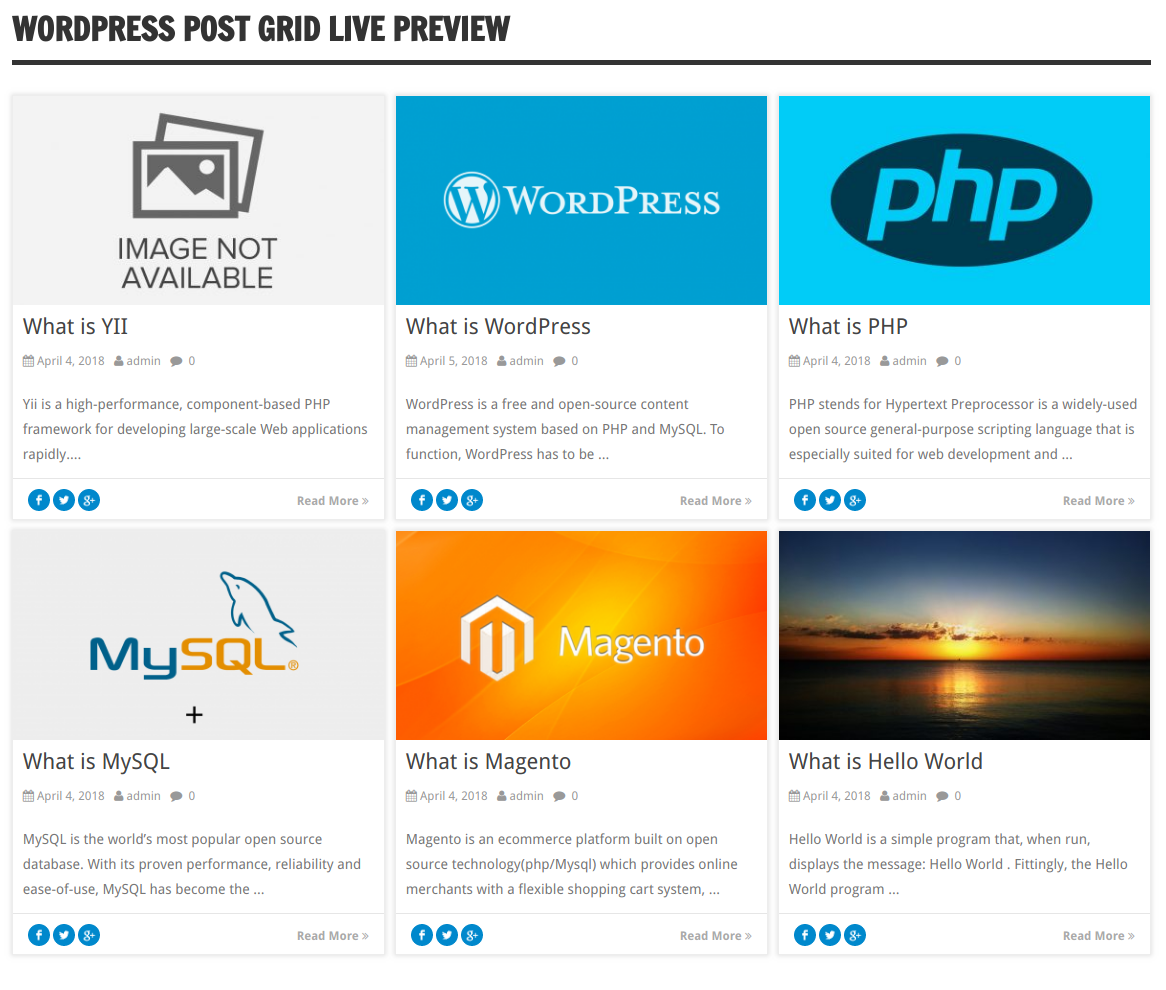 WORDPRESS POST GRID LIVE PREVIEW
IMAGE NOT
AVAILABLE
What is YII
April 4, 2018 admin 0
Yii is a high-performance, component-based PHP
framework for developing large-scale Web applications
rapidly....
f g+ Read More »
WORDPRESS
What is WordPress
April 5, 2018 admin 0
WordPress is a free and open-source content
management system based on PHP and MySQL. To
function, WordPress has to be ...
f g+ Read More »
php
What is PHP
April 4, 2018 admin 0
PHP stends for Hypertext Preprocessor is a widely-used
open source general-purpose scripting language that is
especially suited for web development and ...
f g+ Read More »
MySQL®
+
What is MySQL
April 4, 2018 admin 0
MySQL is the world’s most popular open source
database. With its proven performance, reliability and
ease-of-use, MySQL has become the ...
f g+ Read More »
Magento
What is Magento
April 4, 2018 admin 0
Magento is an ecommerce platform built on open
source technology(php/Mysql) which provides online
merchants with a flexible shopping cart system, ...
f g+ Read More »
What is Hello World
April 4, 2018 admin 0
Hello World is a simple program that, when run,
displays the message: Hello World . Fittingly, the Hello
World program ...
f g+ Read More »